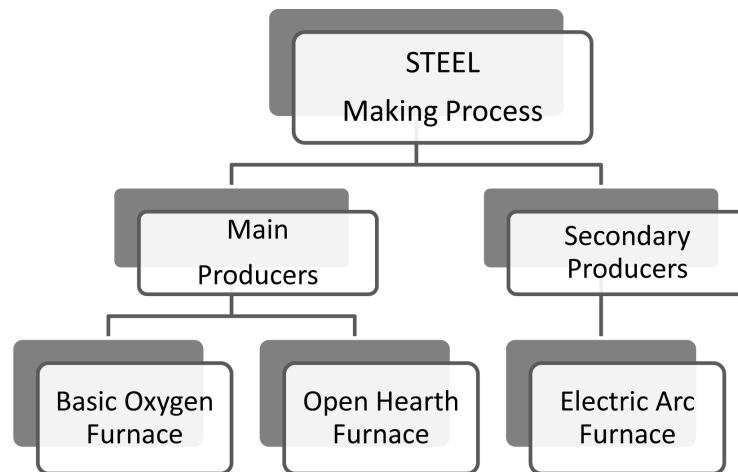 STEEL
Making Process
Main
Producers
Secondary
Producers
Basic Oxygen
Furnace
Open Hearth
Furnace
Electric Arc
Furnace